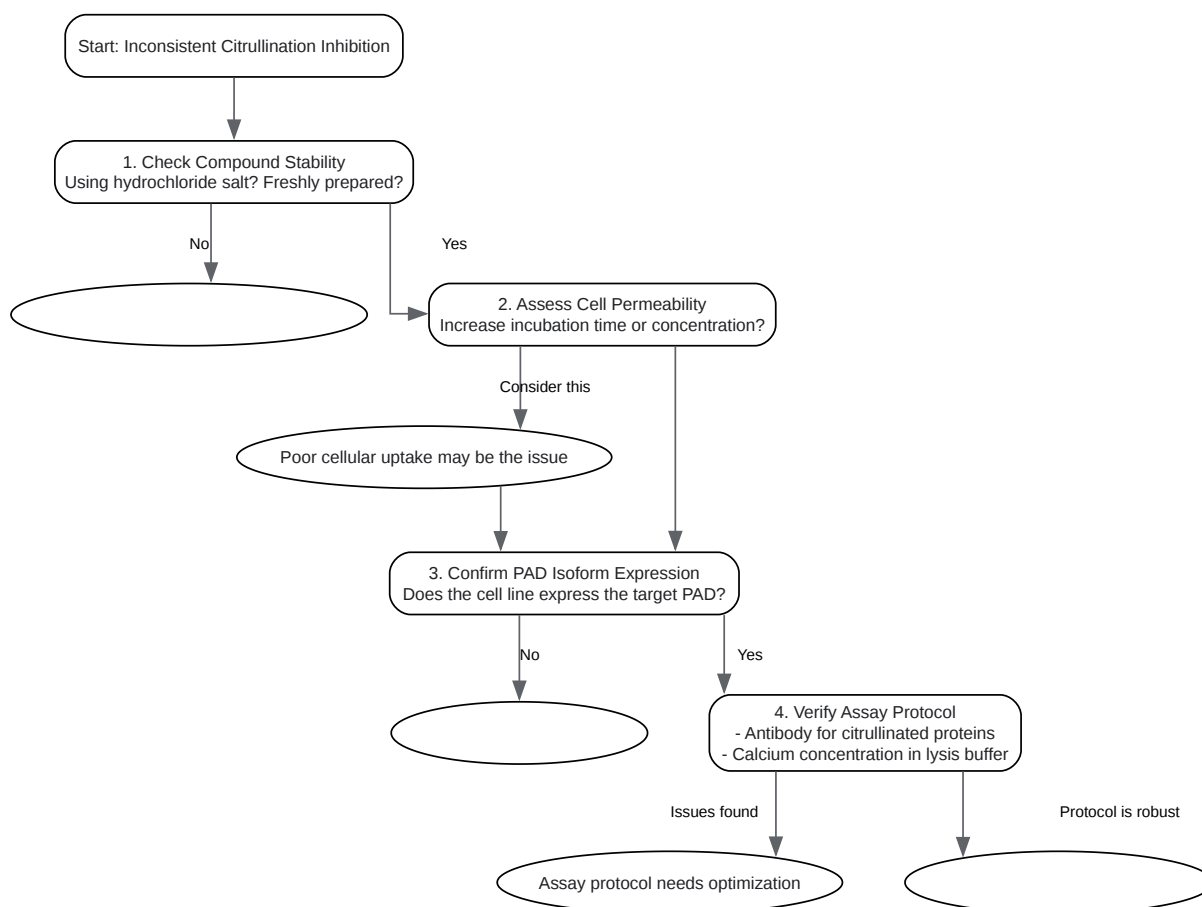 Start: Inconsistent Citrullination Inhibition
1. Check Compound Stability
Using hydrochloride salt? Freshly prepared?
No
Yes
2. Assess Cell Permeability
Increase incubation time or concentration?
Consider this
Poor cellular uptake may be the issue
3. Confirm PAD Isoform Expression
Does the cell line express the target PAD?
No
Yes
4. Verify Assay Protocol
- Antibody for citrullinated proteins
- Calcium concentration in lysis buffer
Issues found
Protocol is robust
Assay protocol needs optimization